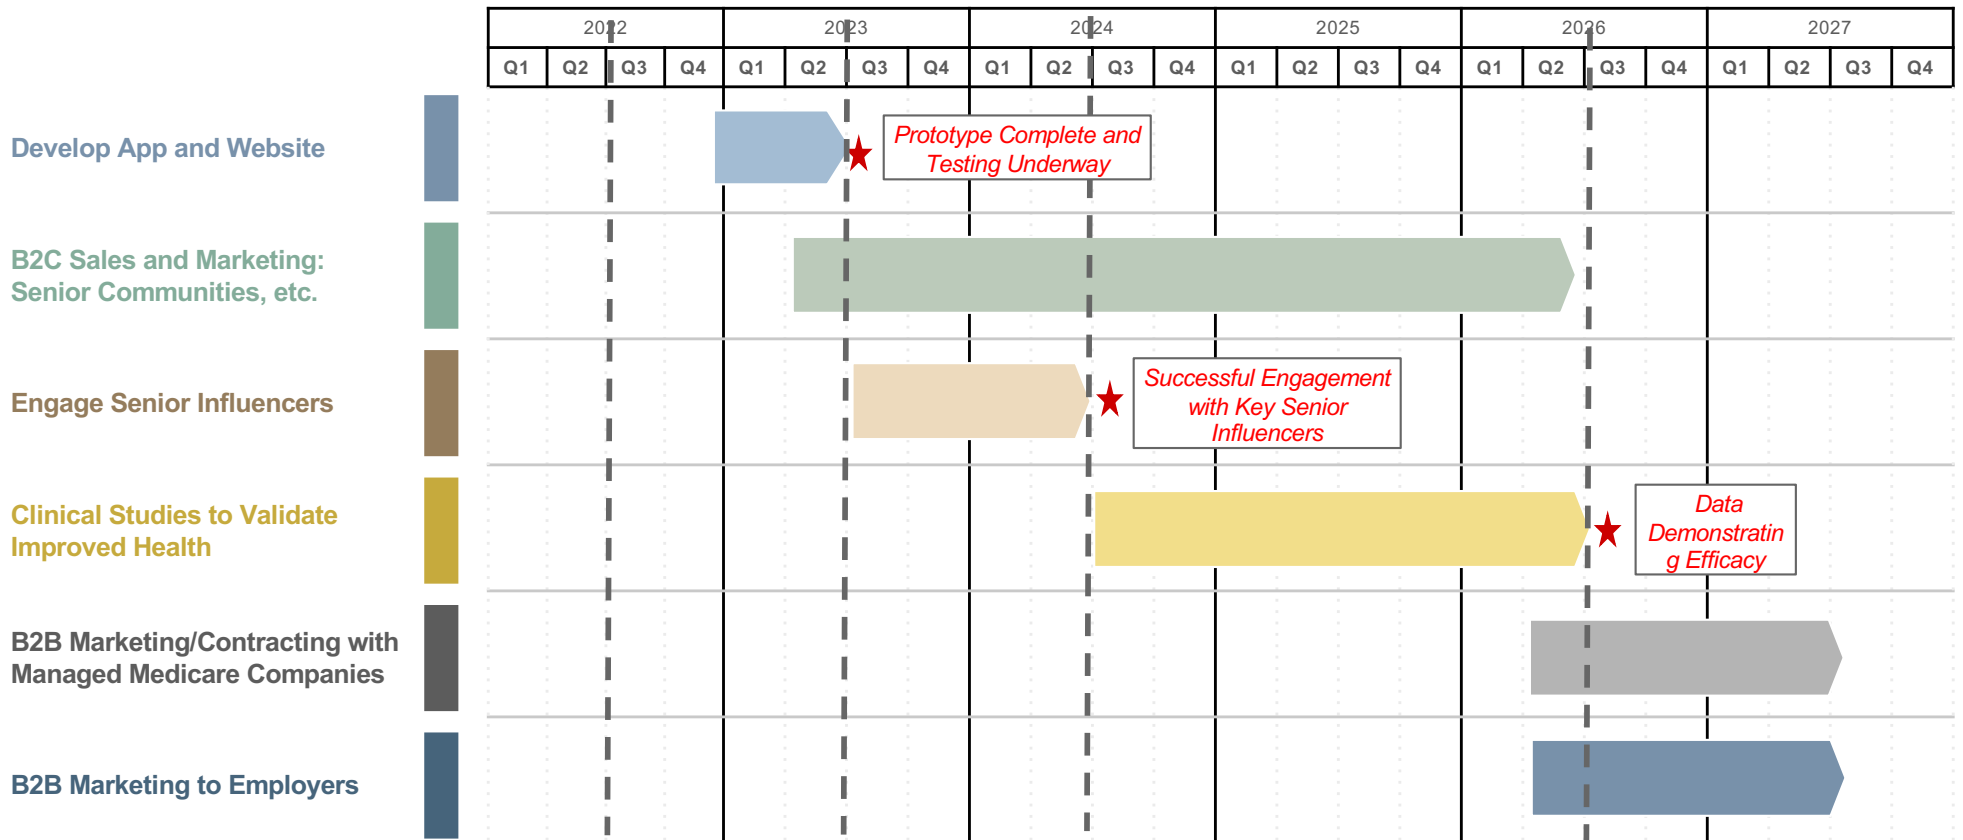 2022 2023 2024 2025 2026 2027
Q1 Q2 Q3 Q4 Q1 Q2 Q3 Q4 Q1 Q2 Q3 Q4 Q1 Q2 Q3 Q4 Q1 Q2 Q3 Q4 Q1 Q2 Q3 Q4
Develop App and Website
Prototype Complete and
Testing Underway
B2C Sales and Marketing:
Senior Communities, etc.
Engage Senior Influencers
Successful Engagement
with Key Senior
Influencers
Clinical Studies to Validate
Improved Health
Data
Demonstratin
g Efficacy
B2B Marketing/Contracting with
Managed Medicare Companies
B2B Marketing to Employers